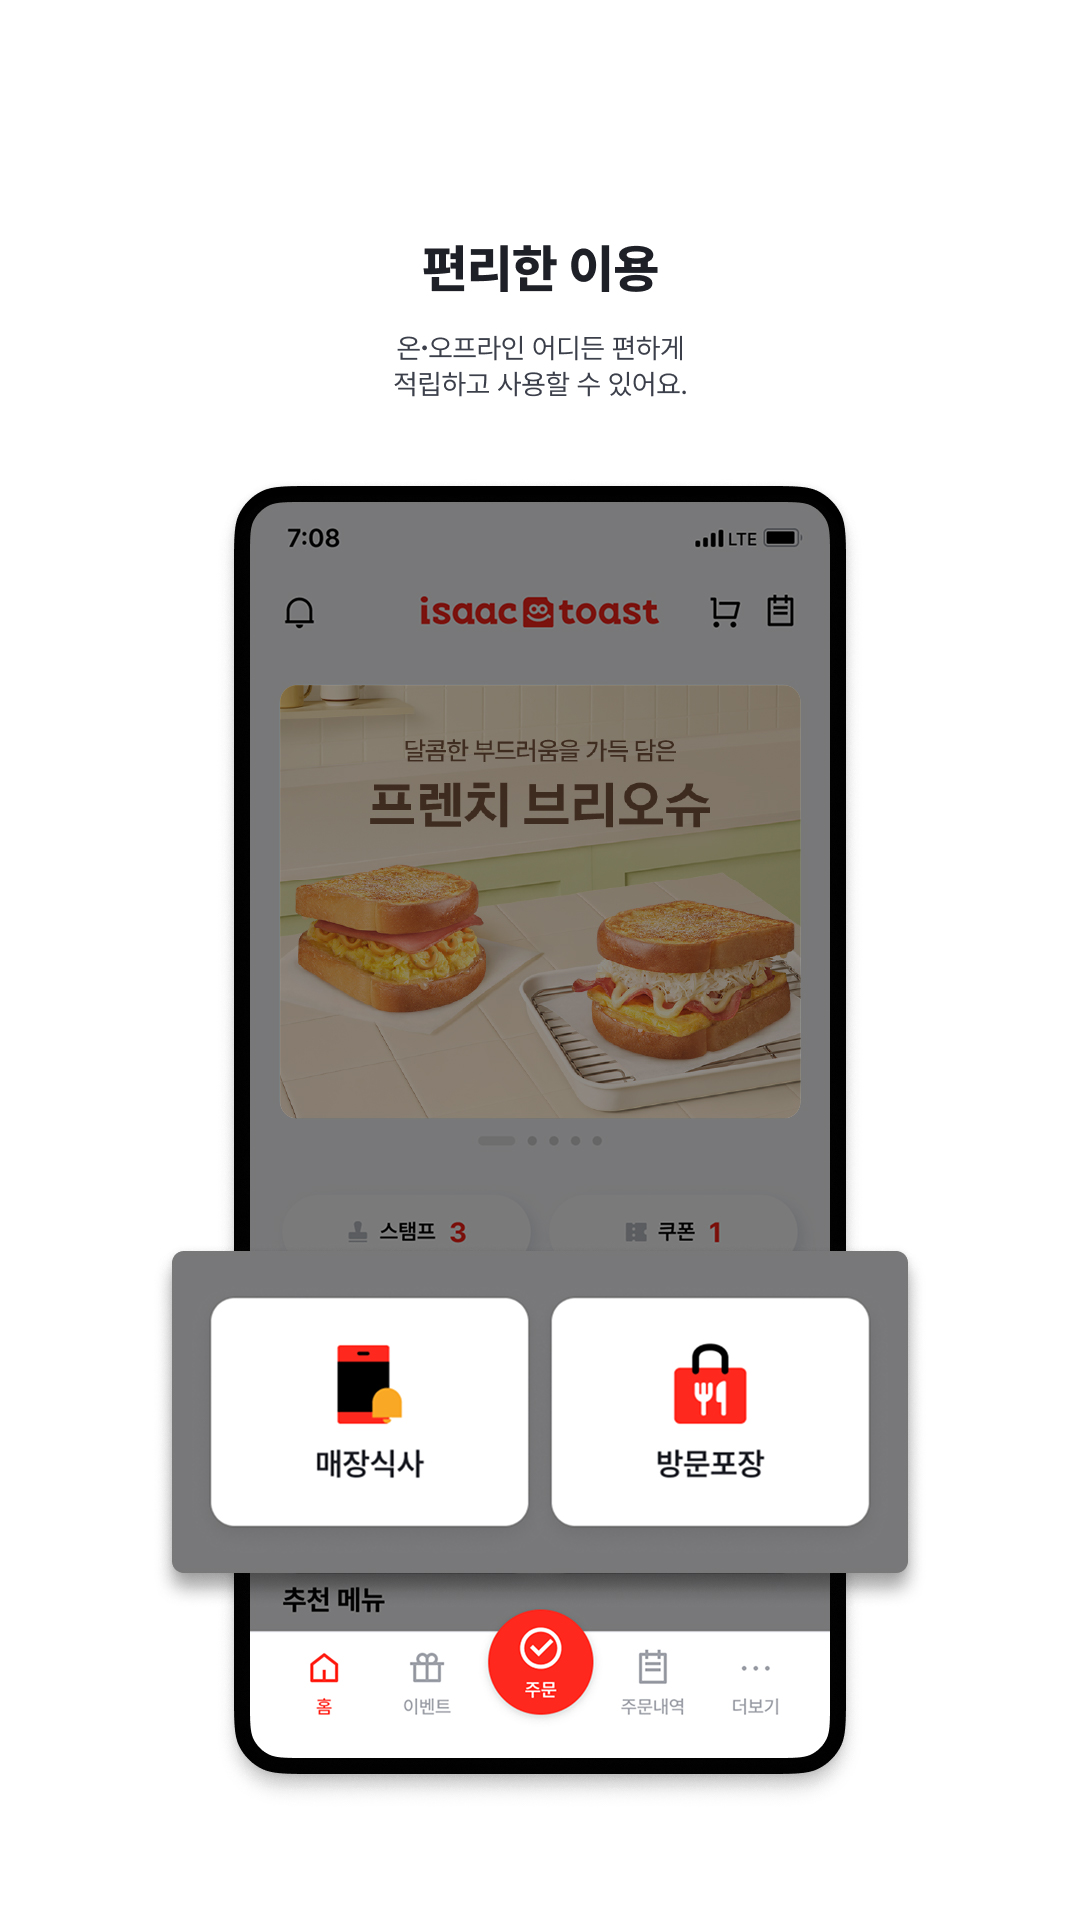 편리한 이용
온·오프라인 어디든 편하게
적립하고 사용할 수 있어요.
7:08
LTE
isaac toast
달콤한 부드러움을 가득 담은
프렌치 브리오슈
스탬프 3
쿠폰 1
매장식사
방문포장
추천 메뉴
홈
이벤트
주문
주문내역
더보기